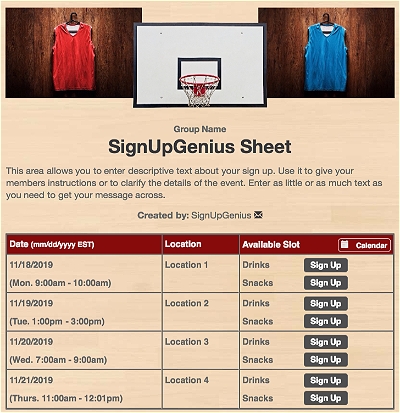 Group Name
SignUpGenius Sheet
This area allows you to enter descriptive text about your sign up. Use it to give your
members instructions or to clarify the details of the event. Enter as little or as much text as
you need to get your message across.
Created by: SignUpGenius
Date (mm/dd/yyyy EST) Location Available Slot Calendar
11/18/2019 Location 1 Drinks Sign Up
(Mon. 9:00am - 10:00am) Snacks Sign Up
11/19/2019 Location 2 Drinks Sign Up
(Tue. 1:00pm - 3:00pm) Snacks Sign Up
11/20/2019 Location 3 Drinks Sign Up
(Wed. 7:00am - 9:00am) Snacks Sign Up
11/21/2019 Location 4 Drinks Sign Up
(Thurs. 11:00am - 12:01pm) Snacks Sign Up